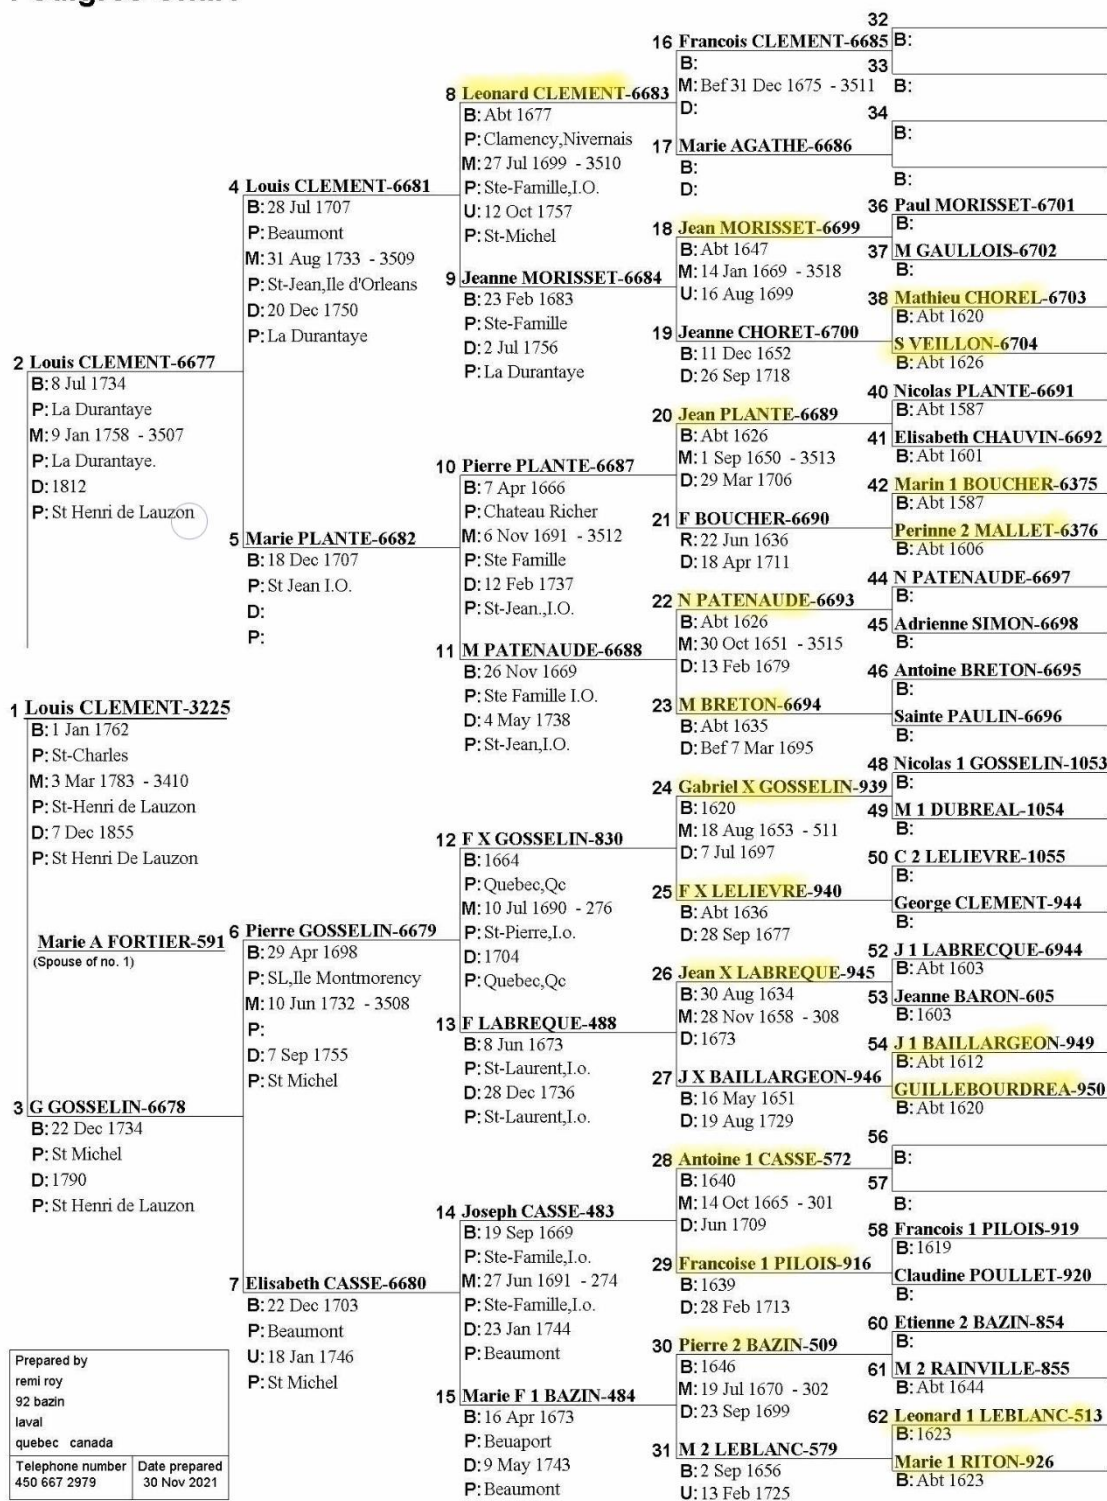 1 Louis CLEMENT-3225
B: 1 Jan 1762
P: St-Charles
M: 3 Mar 1783 - 3410
P: St-Henri de Lauzon
D: 7 Dec 1855
P: St Henri De Lauzon
Marie A FORTIER-591
(Spouse of no. 1)
2 Louis CLEMENT-6677
B: 8 Jul 1734
P: La Durantaye
M: 9 Jan 1758 - 3507
P: La Durantaye.
D: 1812
P: St Henri de Lauzon
3 G GOSSELIN-6678
B: 22 Dec 1734
P: St Michel
D: 1790
P: St Henri de Lauzon
4 Louis CLEMENT-6681
B: 28 Jul 1707
P: Beaumont
M: 31 Aug 1733 - 3509
P: St-Jean,Ile d'Orleans
D: 20 Dec 1750
P: La Durantaye
5 Marie PLANTE-6682
B: 18 Dec 1707
P: St Jean I.O.
D:
P:
6 Pierre GOSSELIN-6679
B: 29 Apr 1698
P: SL,Ile Montmorency
M: 10 Jun 1732 - 3508
P:
D: 7 Sep 1755
P: St Michel
7 Elisabeth CASSE-6680
B: 22 Dec 1703
P: Beaumont
U: 18 Jan 1746
P: St Michel
8 Leonard CLEMENT-6683
B: Abt 1677
P: Clamency,Nivernais
M: 27 Jul 1699 - 3510
P: Ste-Famille,I.O.
U: 12 Oct 1757
P: St-Michel
9 Jeanne MORISSET-6684
B: 23 Feb 1683
P: Ste-Famille
D: 2 Jul 1756
P: La Durantaye
10 Pierre PLANTE-6687
B: 7 Apr 1666
P: Chateau Richer
M: 6 Nov 1691 - 3512
P: Ste Famille
D: 12 Feb 1737
P: St-Jean.,I.O.
11 M PATENAUDE-6688
B: 26 Nov 1669
P: Ste Famille I.O.
D: 4 May 1738
P: St-Jean,I.O.
12 F X GOSSELIN-830
B: 1664
P: Quebec,Qc
M: 10 Jul 1690 - 276
P: St-Pierre,I.o.
D: 1704
P: Quebec,Qc
13 F LABREQUE-488
B: 8 Jun 1673
P: St-Laurent,I.o.
D: 28 Dec 1736
P: St-Laurent,I.o.
14 Joseph CASSE-483
B: 19 Sep 1669
P: Ste-Famile,I.o.
M: 27 Jun 1691 - 274
P: Ste-Famille,I.o.
D: 23 Jan 1744
P: Beaumont
15 Marie F 1 BAZIN-484
B: 16 Apr 1673
P: Beuaport
D: 9 May 1743
P: Beaumont
16 Francois CLEMENT-6685
B:
M: Bef 31 Dec 1675 - 3511
D:
17 Marie AGATHE-6686
B:
D:
18 Jean MORISSET-6699
B: Abt 1647
M: 14 Jan 1669 - 3518
U: 16 Aug 1699
19 Jeanne CHORET-6700
B: 11 Dec 1652
D: 26 Sep 1718
20 Jean PLANTE-6689
B: Abt 1626
M: 1 Sep 1650 - 3513
D: 29 Mar 1706
21 F BOUCHER-6690
R: 22 Jun 1636
D: 18 Apr 1711
22 N PATENAUDE-6693
B: Abt 1626
M: 30 Oct 1651 - 3515
D: 13 Feb 1679
23 M BRETON-6694
B: Abt 1635
D: Bef 7 Mar 1695
24 Gabriel X GOSSELIN-939
B: 1620
M: 18 Aug 1653 - 511
D: 7 Jul 1697
25 F X LELIEVRE-940
B: Abt 1636
D: 28 Sep 1677
26 Jean X LABREQUE-945
B: 30 Aug 1634
M: 28 Nov 1658 - 308
D: 1673
27 J X BAILLARGEON-946
B: 16 May 1651
D: 19 Aug 1729
28 Antoine 1 CASSE-572
B: 1640
M: 14 Oct 1665 - 301
D: Jun 1709
29 Francoise 1 PILOIS-916
B: 1639
D: 28 Feb 1713
30 Pierre 2 BAZIN-509
B: 1646
M: 19 Jul 1670 - 302
D: 23 Sep 1699
31 M 2 LEBLANC-579
B: 2 Sep 1656
U: 13 Feb 1725
32
B:
33
B:
34
B:
B:
36 Paul MORISSET-6701
B:
37 M GAULLOIS-6702
B:
38 Mathieu CHOREL-6703
B: Abt 1620
S VEILLON-6704
B: Abt 1626
40 Nicolas PLANTE-6691
B: Abt 1587
41 Elisabeth CHAUVIN-6692
B: Abt 1601
42 Marin 1 BOUCHER-6375
B: Abt 1587
Perinne 2 MALLET-6376
B: Abt 1606
44 N PATENAUDE-6697
B:
45 Adrienne SIMON-6698
B:
46 Antoine BRETON-6695
B:
Sainte PAULIN-6696
B:
48 Nicolas 1 GOSSELIN-1053
B:
49 M 1 DUBREAL-1054
B:
50 C 2 LELIEVRE-1055
B:
George CLEMENT-944
B:
52 J 1 LABRECQUE-6944
B: Abt 1603
53 Jeanne BARON-605
B: 1603
54 J 1 BAILLARGEON-949
B: Abt 1612
GUILLEBOURDREA-950
B: Abt 1620
56
B:
57
B:
58 Francois 1 PILOIS-919
B: 1619
Claudine POULLET-920
B:
60 Etienne 2 BAZIN-854
B:
61 M 2 RAINVILLE-855
B: Abt 1644
62 Leonard 1 LEBLANC-513
B: 1623
Marie 1 RITON-926
B: Abt 1623
Prepared by
remi roy
92 bazin
laval
quebec canada
Telephone number
450 667 2979
Date prepared
30 Nov 2021